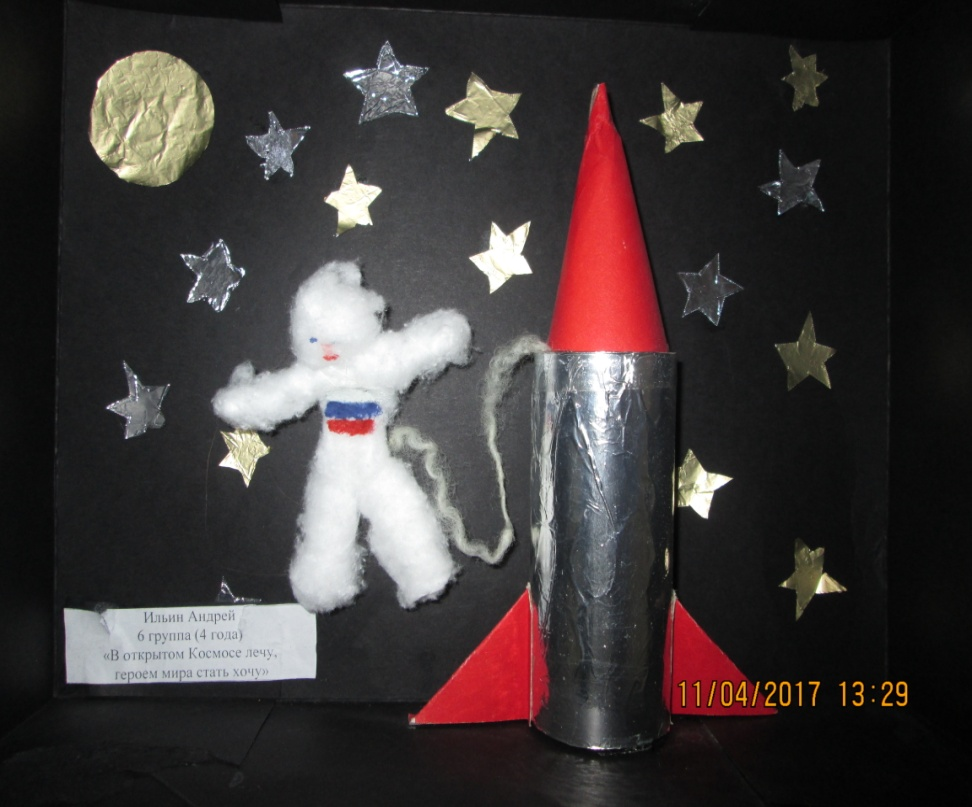 Ильин Андрей
6 группа (4 года)
«В открытом Космосе лечу,
героем мира стать хочу»
11/04/2017 13:29